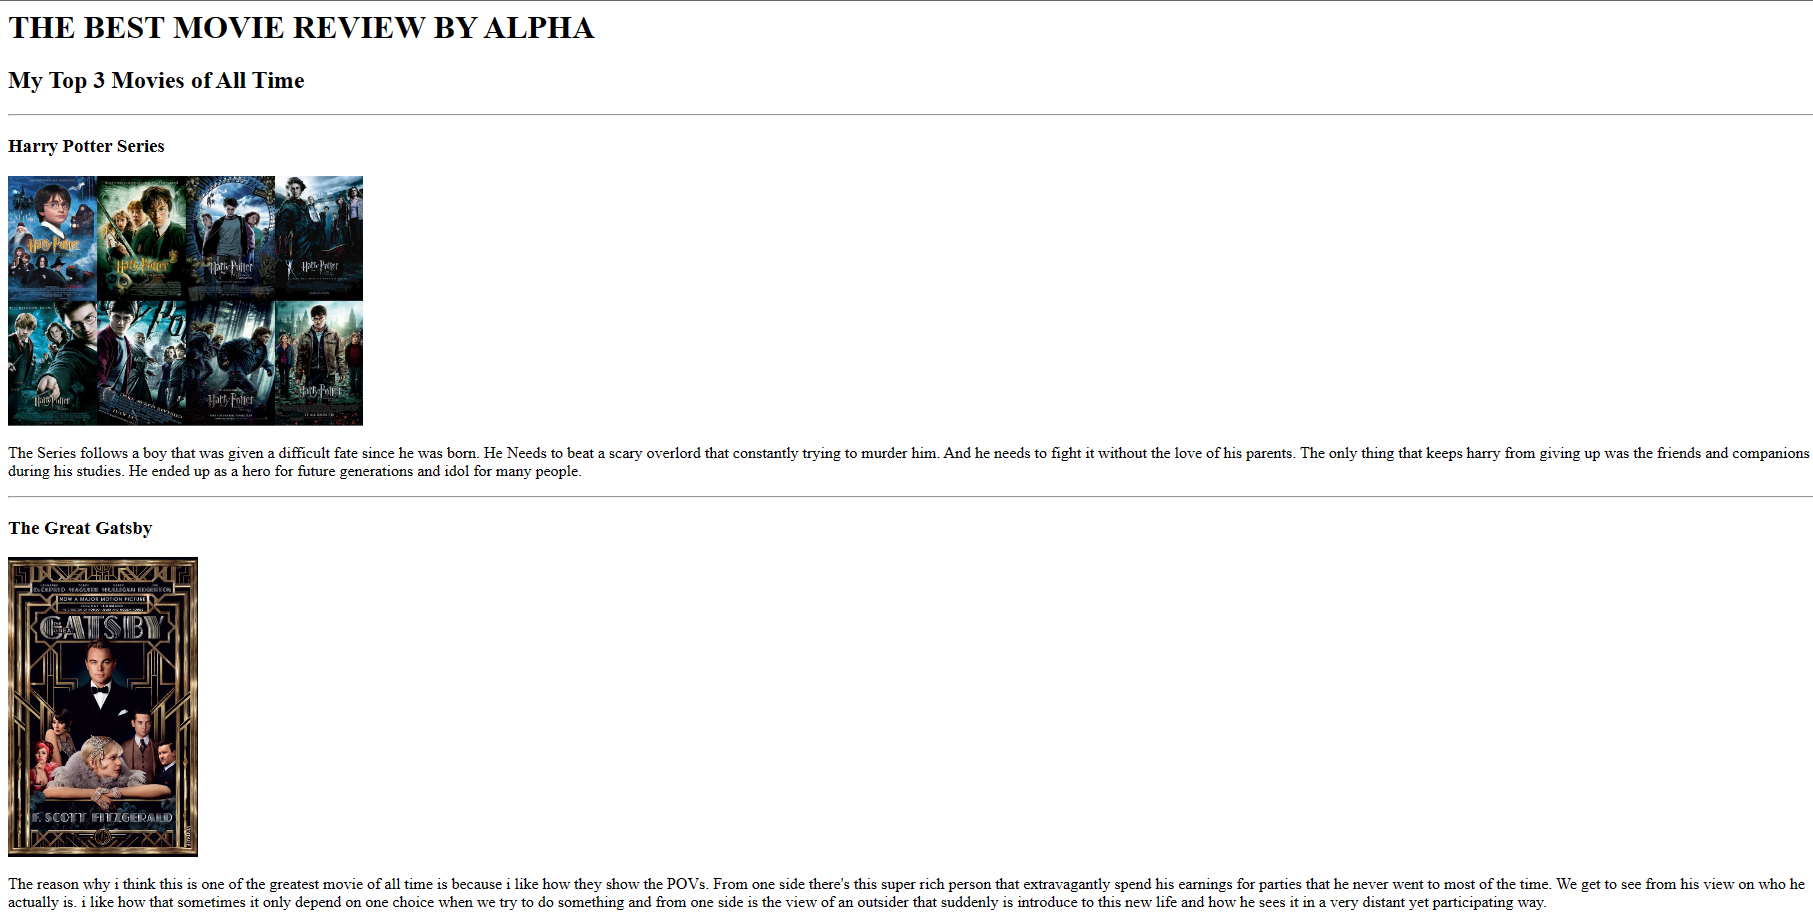 THE BEST MOVIE REVIEW BY ALPHA
My Top 3 Movies of All Time
Harry Potter Series
Harry Potter
Harry Potter
Harry Potter
Harry Potter
Harry Potter
Harry Potter
Harry Potter
The Series follows a boy that was given a difficult fate since he was born. He Needs to beat a scary overlord that constantly trying to murder him. And he needs to fight it without the love of his parents. The only thing that keeps harry from giving up was the friends and companions
during his studies. He ended up as a hero for future generations and idol for many people.
The Great Gatsby
DICAPRIO MAGUIRE MULLIGAN EDGERTON
NOW A MAJOR MOTION PICTURE
GATSBY
F. SCOTT FITZGERALD
The reason why i think this is one of the greatest movie of all time is because i like how they show the POVs. From one side there's this super rich person that extravagantly spend his earnings for parties that he never went to most of the time. We get to see from his view on who he
actually is. i like how that sometimes it only depend on one choice when we try to do something and from one side is the view of an outsider that suddenly is introduce to this new life and how he sees it in a very distant yet participating way.